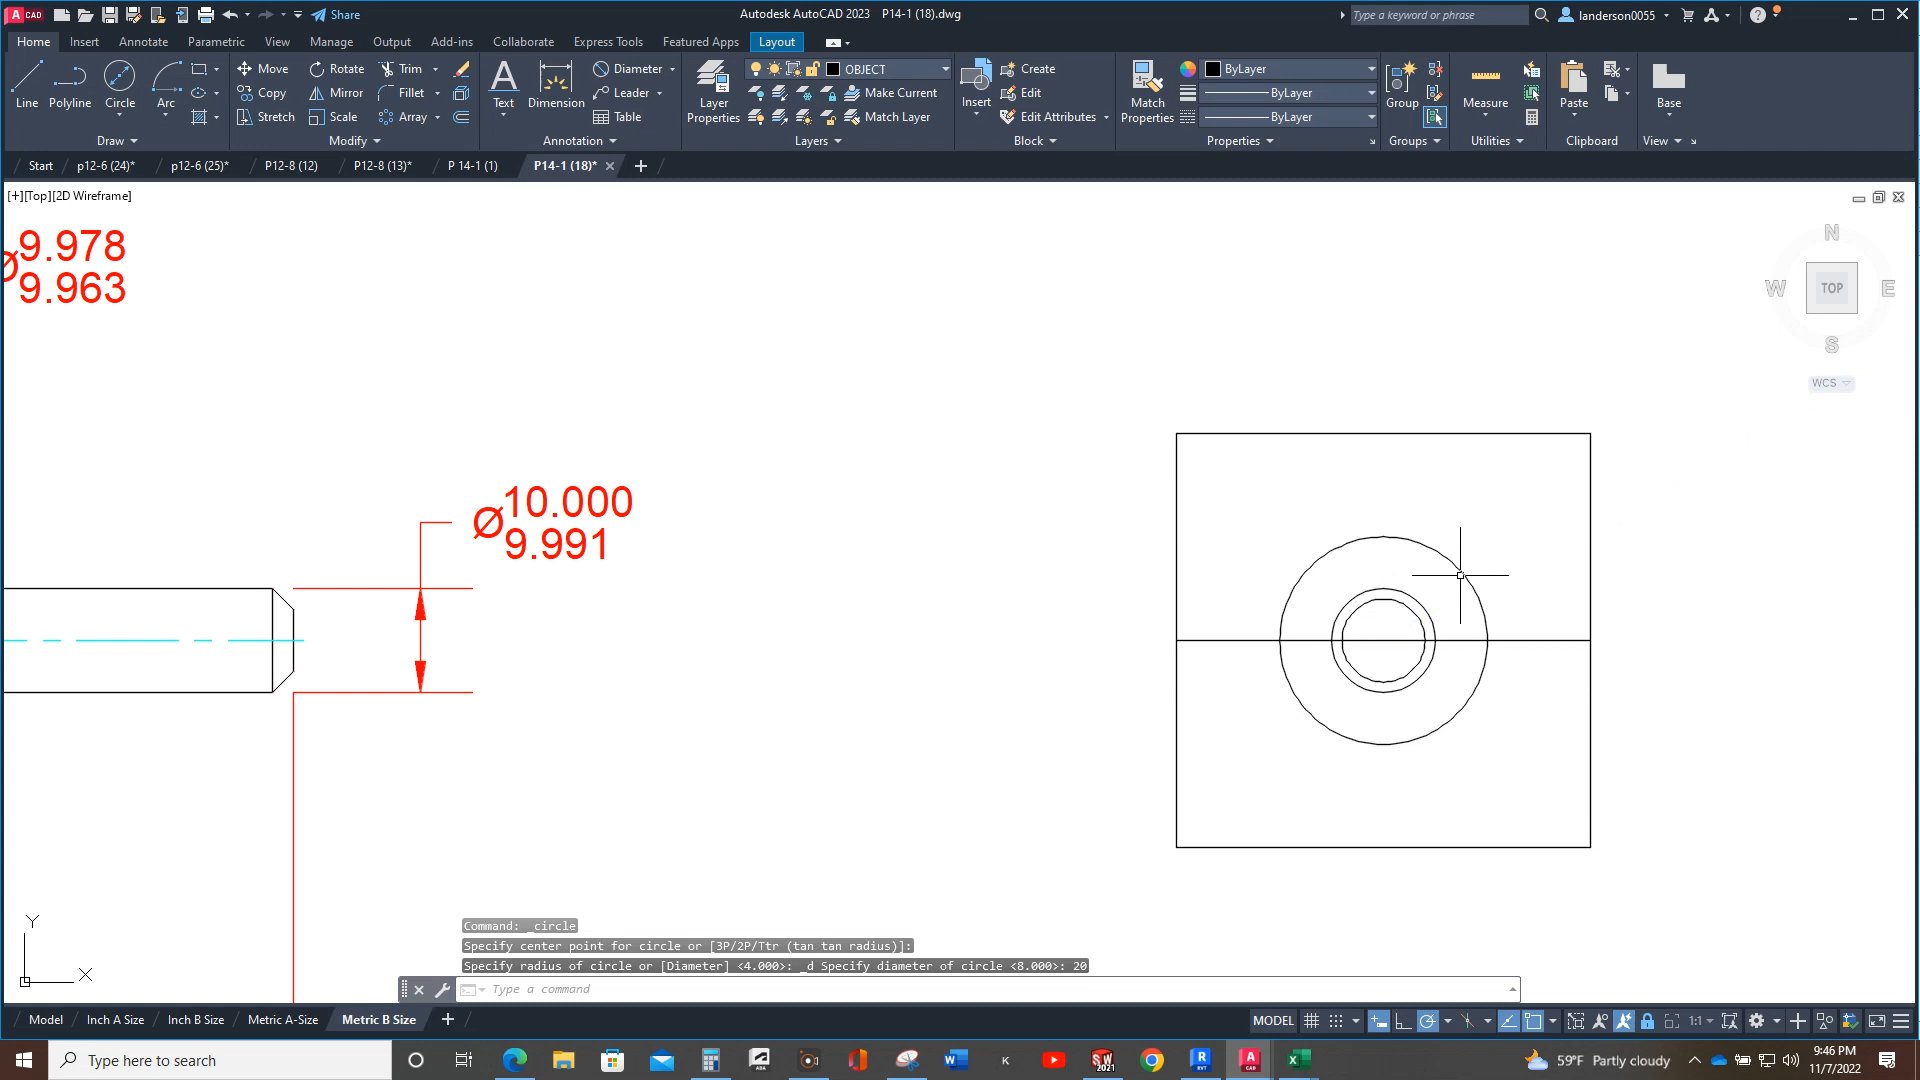 A CAD Share Autodesk AutoCAD 2023 P14-1 (18).dwg Type a keyword or phrase landerson0055
Home Insert Annotate Parametric View Manage Output Add-ins Collaborate Express Tools Featured Apps Layout
Move Rotate Trim Diameter OBJECT Create ByLayer
Line Polyline Circle Arc Copy Mirror Fillet Text Dimension Leader Layer Properties Make Current Insert Edit Match Properties ByLayer Group Measure Paste Base
Stretch Scale Array Table Match Layer Edit Attributes ByLayer
Draw Modify Annotation Layers Block Properties Groups Utilities Clipboard View
Start p12-6 (24)* p12-6 (25)* P12-8 (12) P12-8 (13)* P 14-1 (1) P14-1 (18)*
[+][Top][2D Wireframe]
N
W TOP E
S
WCS
Ø9.978
9.963
Ø10.000
9.991
Y
X
Command: _circle
Specify center point for circle or [3P/2P/Ttr (tan tan radius)]:
Specify radius of circle or [Diameter] <4.000>: _d Specify diameter of circle <8.000>: 20
Type a command
Model Inch A Size Inch B Size Metric A-Size Metric B Size MODEL 1:1
Type here to search 59°F Partly cloudy 9:46 PM
11/7/2022